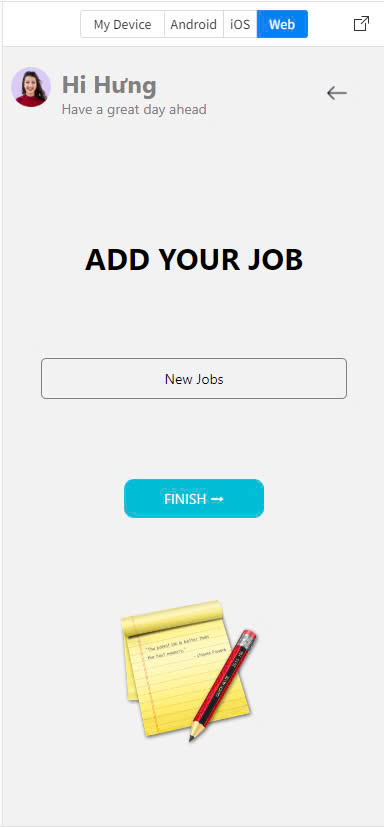 My Device Android iOS Web
Hi Hưng
Have a great day ahead
ADD YOUR JOB
New Jobs
FINISH →
"The palest ink is better than
the best memory."
- Chinese Proverb